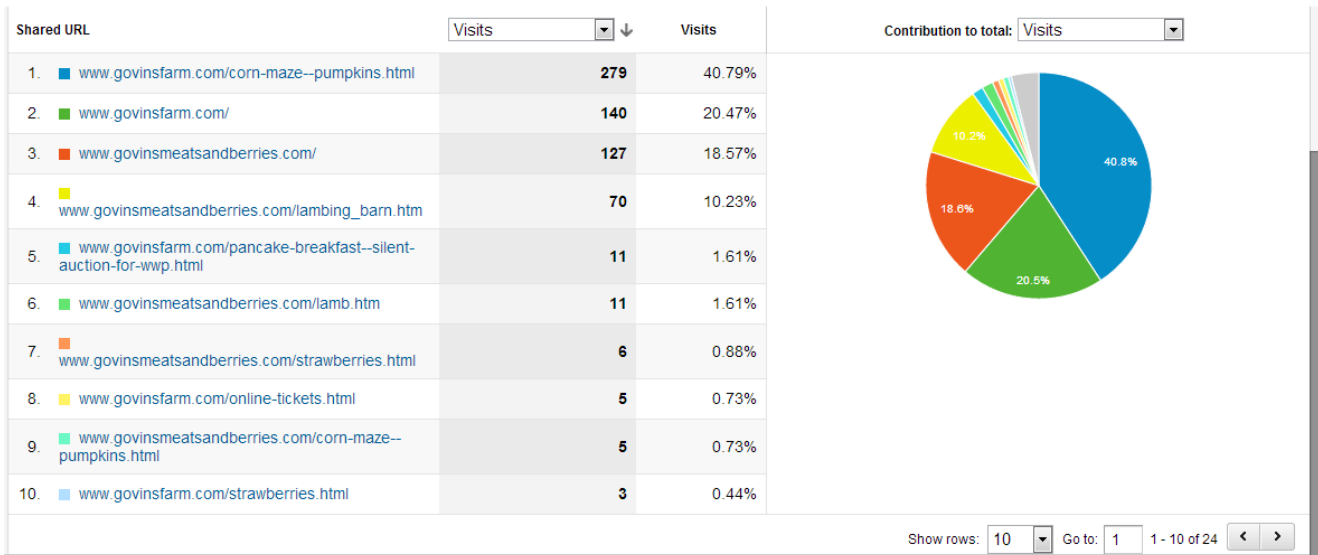 Shared URL Visits Visits Contribution to total: Visits
1. www.govinsfarm.com/corn-maze--pumpkins.html 279 40.79%
2. www.govinsfarm.com/ 140 20.47%
3. www.govinsmeatsandberries.com/ 127 18.57%
4. www.govinsmeatsandberries.com/lambing_barn.htm 70 10.23%
5. www.govinsfarm.com/pancake-breakfast--silent-
auction-for-wwp.html 11 1.61%
6. www.govinsmeatsandberries.com/lamb.htm 11 1.61%
7. www.govinsmeatsandberries.com/strawberries.html 6 0.88%
8. www.govinsfarm.com/online-tickets.html 5 0.73%
9. www.govinsmeatsandberries.com/corn-maze--
pumpkins.html 5 0.73%
10. www.govinsfarm.com/strawberries.html 3 0.44%
10.2%
40.8%
18.6%
20.5%
Show rows: 10 Go to: 1 1 - 10 of 24 < >